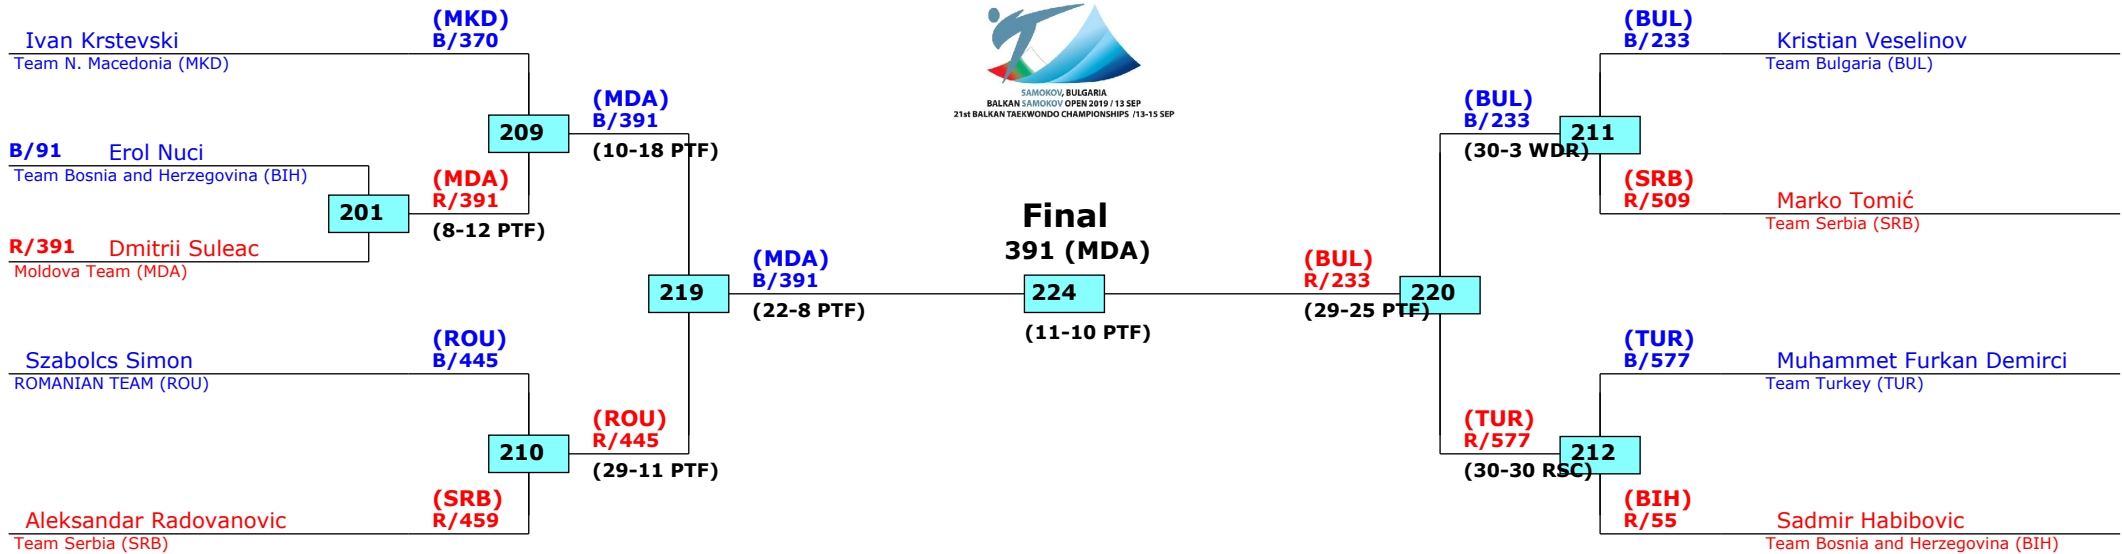 (MKD)
Ivan Krstevski B/370
Team N. Macedonia (MKD)
(MDA)
B/391
209
(10-18 PTF)
B/91 Erol Nuci
Team Bosnia and Herzegovina (BIH)
(MDA)
R/391
201
(8-12 PTF)
R/391 Dmitrii Suleac
Moldova Team (MDA)
(MDA)
B/391
219
(22-8 PTF)
(ROU)
Szabolcs Simon B/445
ROMANIAN TEAM (ROU)
(ROU)
R/445
210
(29-11 PTF)
(SRB)
Aleksandar Radovanovic R/459
Team Serbia (SRB)
SAMOKOV, BULGARIA
BALKAN SAMOKOV OPEN 2019 / 13 SEP
21st BALKAN TAEKWONDO CHAMPIONSHIPS /13-15 SEP
Final
391 (MDA)
224
(11-10 PTF)
(BUL)
B/233 Kristian Veselinov
Team Bulgaria (BUL)
(BUL)
B/233
211
(30-3 WDR)
(SRB)
R/509 Marko Tomić
Team Serbia (SRB)
(BUL)
R/233
220
(29-25 PTF)
(TUR)
B/577 Muhammet Furkan Demirci
Team Turkey (TUR)
(TUR)
R/577
212
(30-30 RSC)
(BIH)
R/55 Sadmir Habibovic
Team Bosnia and Herzegovina (BIH)